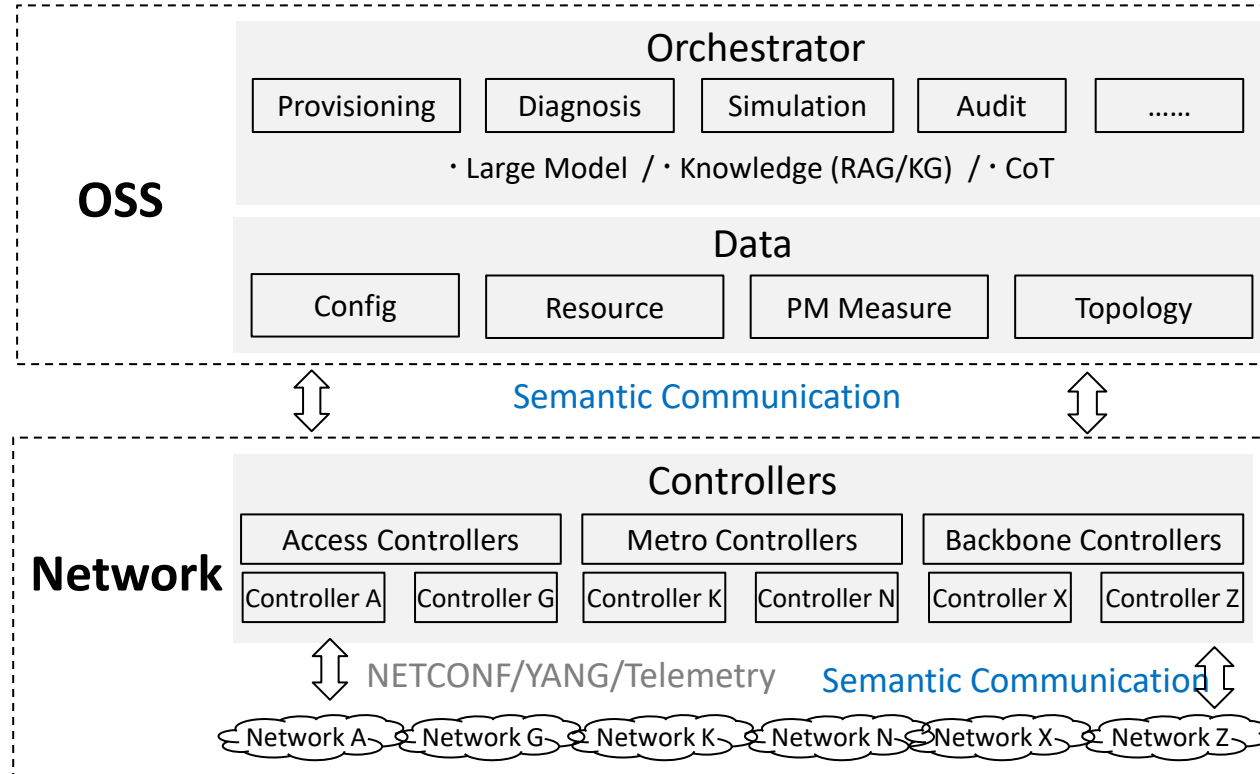 Orchestrator
Provisioning Diagnosis Simulation Audit ……
· Large Model / · Knowledge (RAG/KG) / · CoT
OSS
Data
Config Resource PM Measure Topology
Semantic Communication
Controllers
Access Controllers Metro Controllers Backbone Controllers
Network
Controller A Controller G Controller K Controller N Controller X Controller Z
NETCONF/YANG/Telemetry Semantic Communication
Network A Network G Network K Network N Network X Network Z